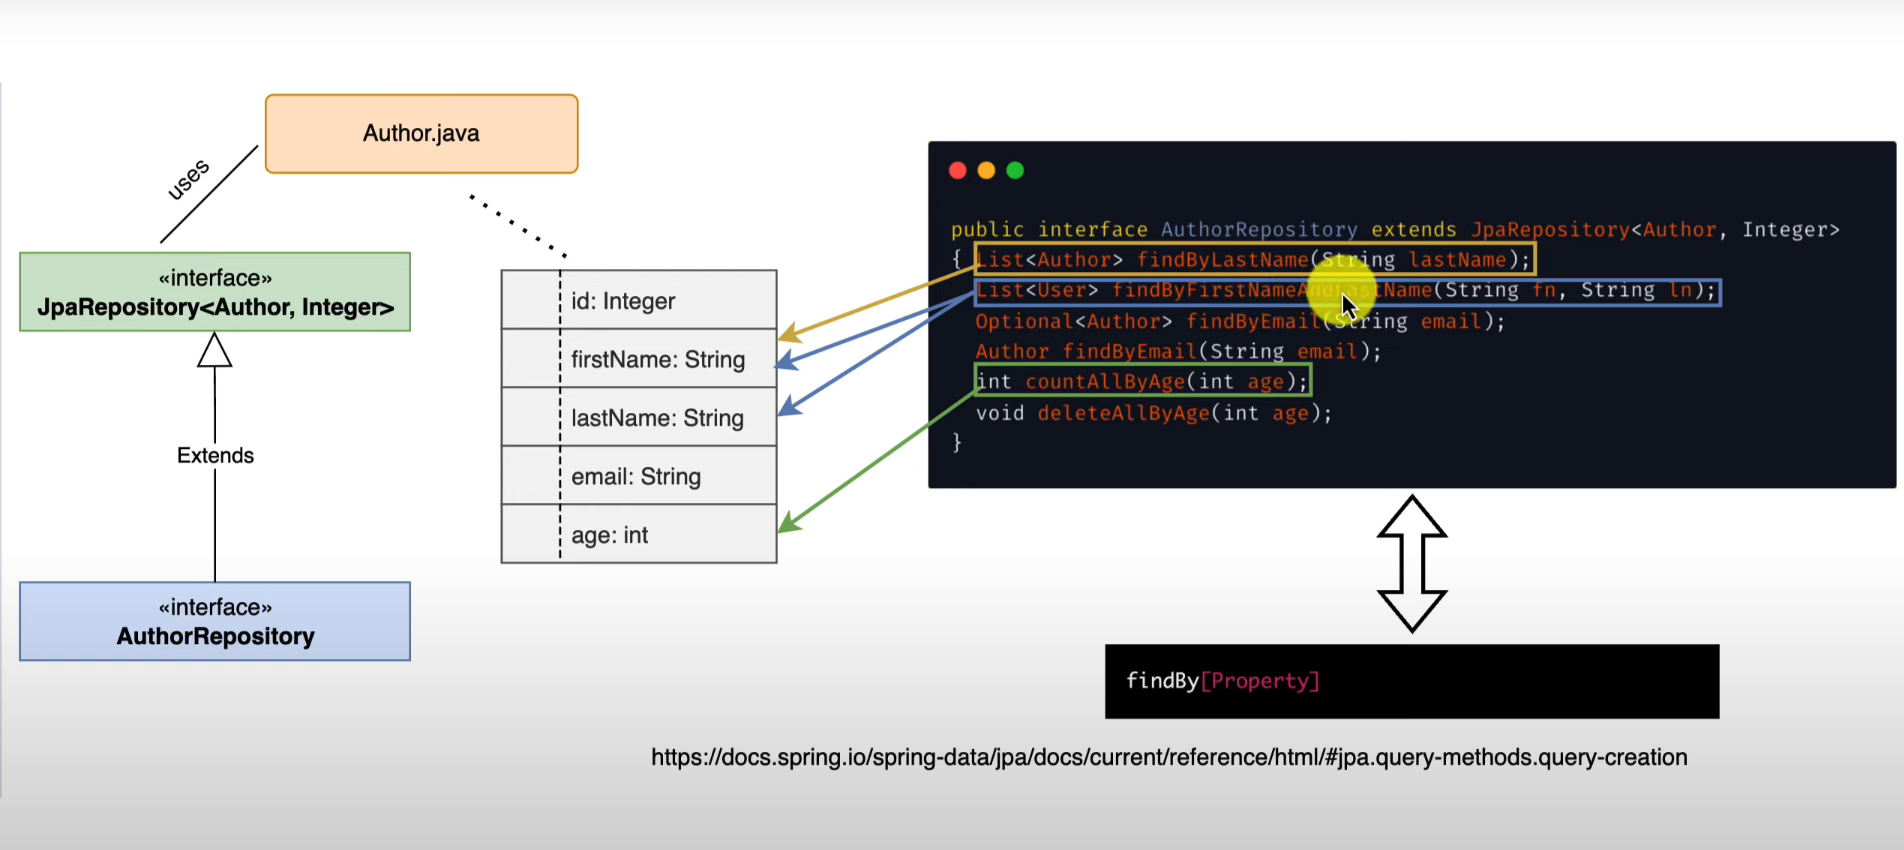 Author.java
uses
«interface»
JpaRepository<Author, Integer>
Extends
«interface»
AuthorRepository
id: Integer
firstName: String
lastName: String
email: String
age: int
public interface AuthorRepository extends JpaRepository<Author, Integer>
{ List<Author> findByLastName(String lastName);
List<User> findByFirstNameAndLastName(String fn, String ln);
Optional<Author> findByEmail(String email);
Author findByEmail(String email);
int countAllByAge(int age);
void deleteAllByAge(int age);
}
findBy[Property]
https://docs.spring.io/spring-data/jpa/docs/current/reference/html/#jpa.query-methods.query-creation